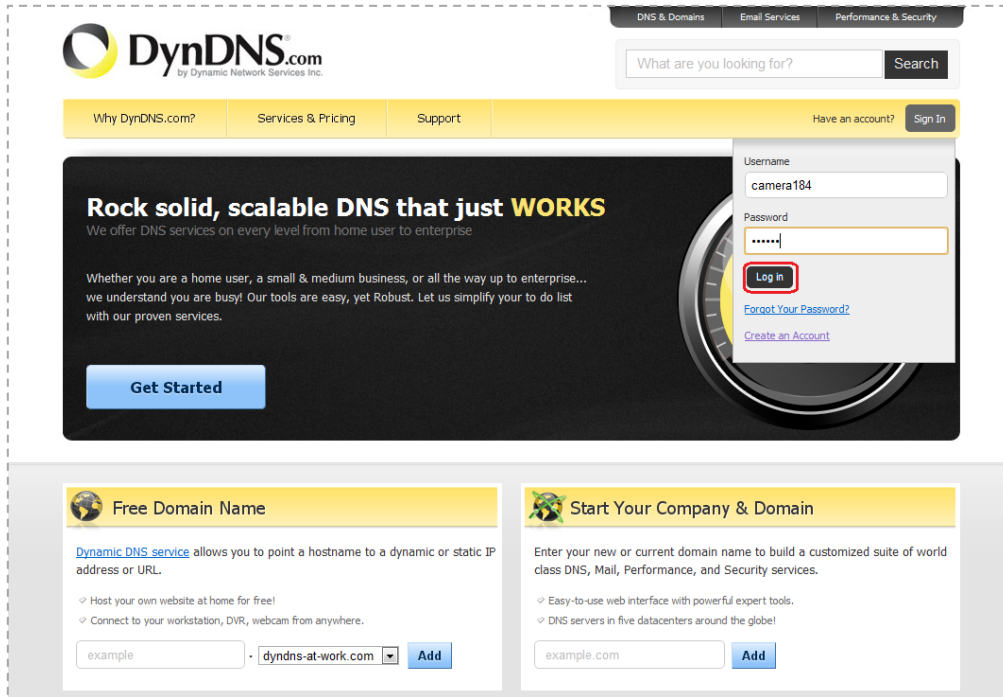 DNS & Domains Email Services Performance & Security
DynDNS.com
by Dynamic Network Services Inc.
What are you looking for? Search
Why DynDNS.com? Services & Pricing Support Have an account? Sign In
Username
camera184
Password
••••••
Log in
Forgot Your Password?
Create an Account
Rock solid, scalable DNS that just WORKS
We offer DNS services on every level from home user to enterprise
Whether you are a home user, a small & medium business, or all the way up to enterprise...
we understand you are busy! Our tools are easy, yet Robust. Let us simplify your to do list
with our proven services.
Get Started
Free Domain Name
Dynamic DNS service allows you to point a hostname to a dynamic or static IP
address or URL.
Host your own website at home for free!
Connect to your workstation, DVR, webcam from anywhere.
example . dyndns-at-work.com Add
Start Your Company & Domain
Enter your new or current domain name to build a customized suite of world
class DNS, Mail, Performance, and Security services.
Easy-to-use web interface with powerful expert tools.
DNS servers in five datacenters around the globe!
example.com Add